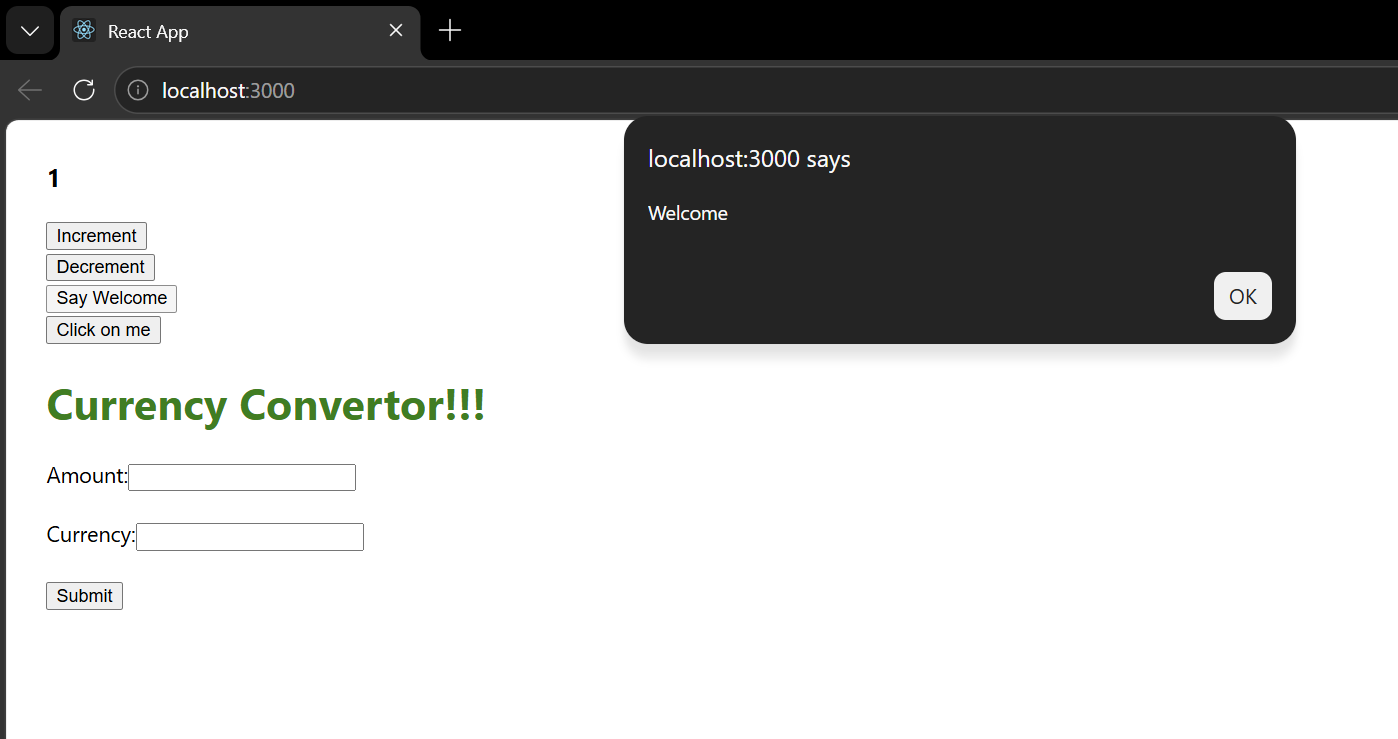 React App
localhost:3000
localhost:3000 says
Welcome
OK
1
Increment
Decrement
Say Welcome
Click on me
Currency Convertor!!!
Amount:
Currency:
Submit